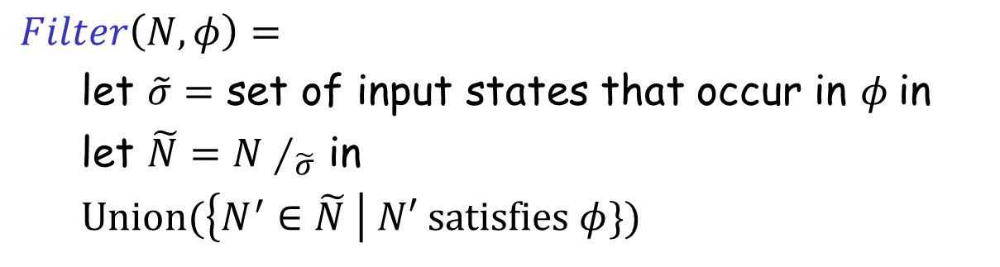 Filter(N, ϕ) =
let σ̃ = set of input states that occur in ϕ in
let Ñ = N /σ̃ in
Union({N′ ∈ Ñ | N′ satisfies ϕ})